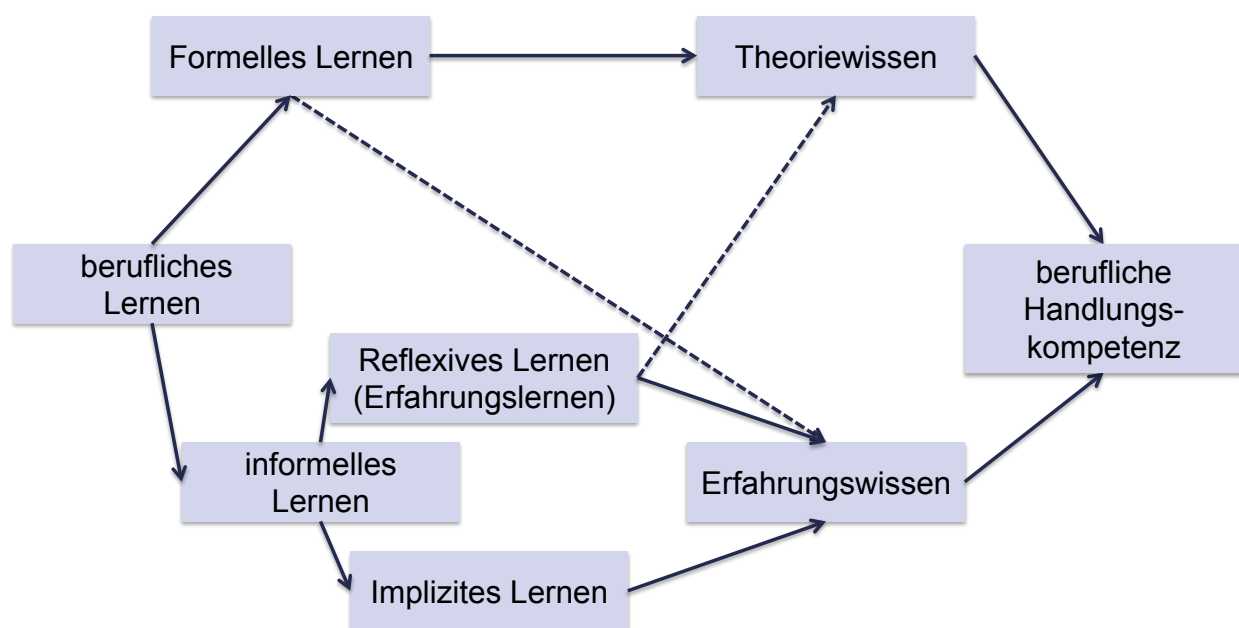 Formelles Lernen
Theoriewissen
berufliches
Lernen
berufliche
Handlungs-
kompetenz
Reflexives Lernen
(Erfahrungslernen)
informelles
Lernen
Erfahrungswissen
Implizites Lernen